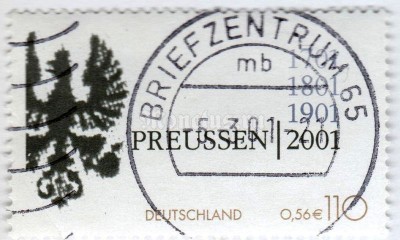 BRIEFZENTRUM 65
mb
1701
1801
1901
PREUSSEN|2001
DEUTSCHLAND 0,56€ 110